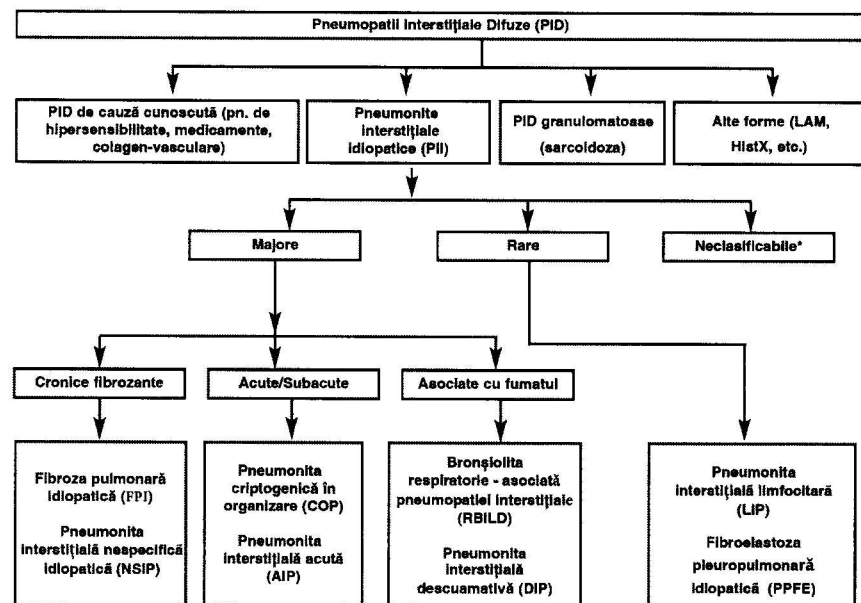 Pneumopatii Interstițiale Difuze (PID)
PID de cauză cunoscută (pn. de
hipersensibilitate, medicamente,
colagen-vasculare)
Pneumonite
interstițiale
idiopatice (PII)
PID granulomatoase
(sarcoidoza)
Alte forme (LAM,
HistX, etc.)
Majore
Rare
Neclasificabile*
Cronice fibrozante
Acute/Subacute
Asociate cu fumatul
Fibroza pulmonară
idiopatică (FPI)
Pneumonita
interstițială nespecifică
idiopatică (NSIP)
Pneumonita
criptogenică în
organizare (COP)
Pneumonita
interstițială acută
(AIP)
Bronșiolita
respiratorie - asociată
pneumopatiei interstițiale
(RBILD)
Pneumonita
interstițială
descuamativă (DIP)
Pneumonita
interstițială limfocitară
(LIP)
Fibroelastoza
pleuropulmonară
idiopatică (PPFE)